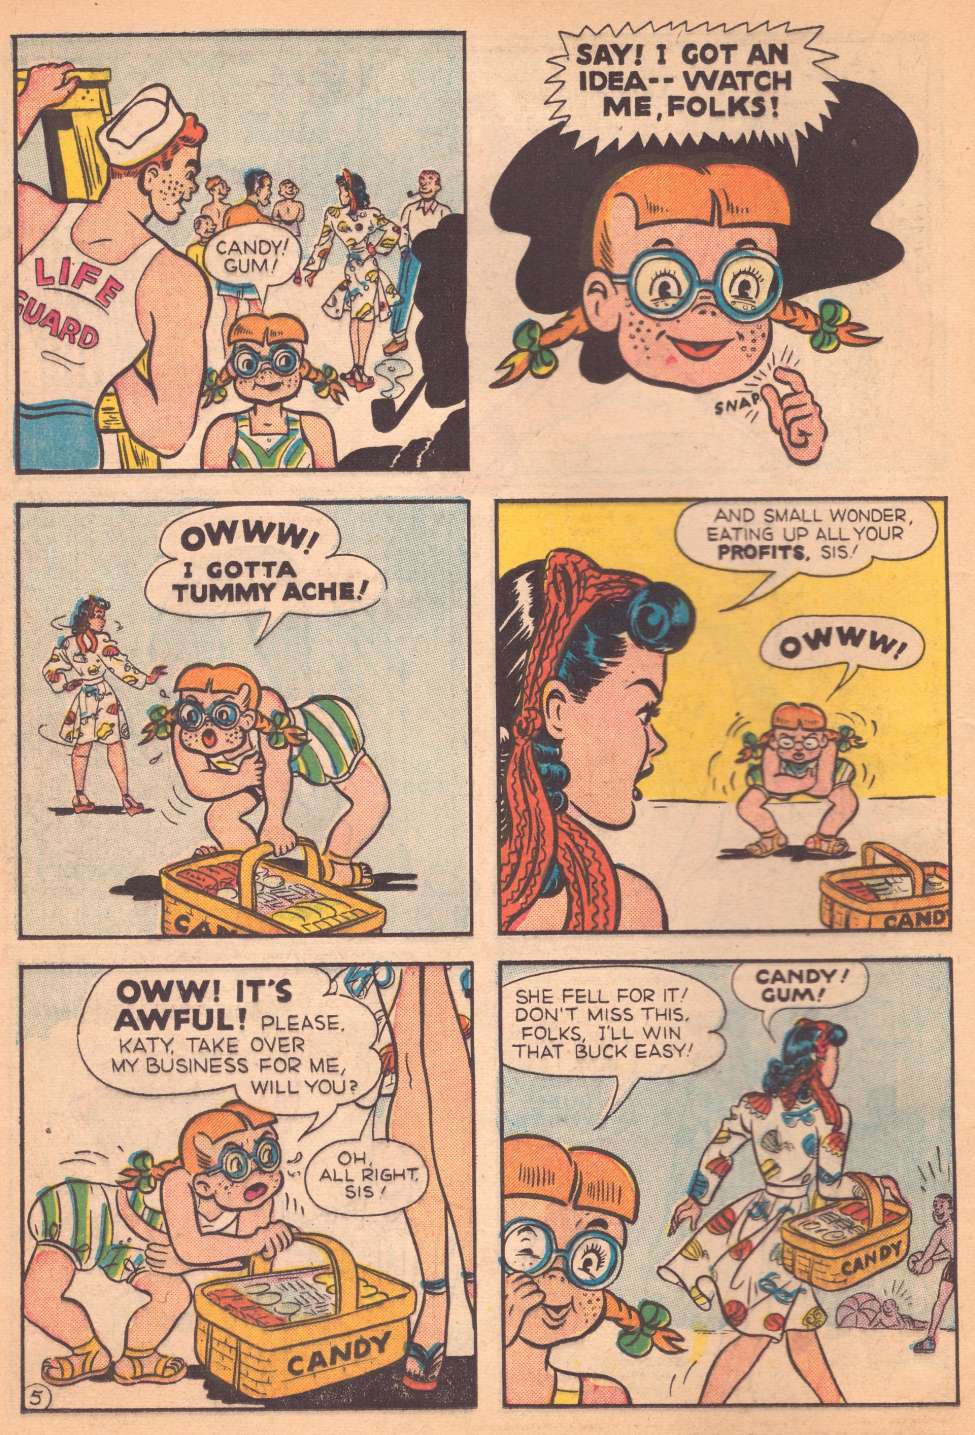 LIFE
GUARD
CANDY!
GUM!
SAY! I GOT AN
IDEA-- WATCH
ME, FOLKS!
SNAP
OWWW!
I GOTTA
TUMMY ACHE!
CAN
AND SMALL WONDER,
EATING UP ALL YOUR
PROFITS, SIS!
OWWW!
CANDY
OWW! IT'S
AWFUL! PLEASE,
KATY, TAKE OVER
MY BUSINESS FOR ME,
WILL YOU?
OH,
ALL RIGHT,
SIS!
CANDY
5
SHE FELL FOR IT!
DON'T MISS THIS,
FOLKS, I'LL WIN
THAT BUCK EASY!
CANDY!
GUM!
CANDY